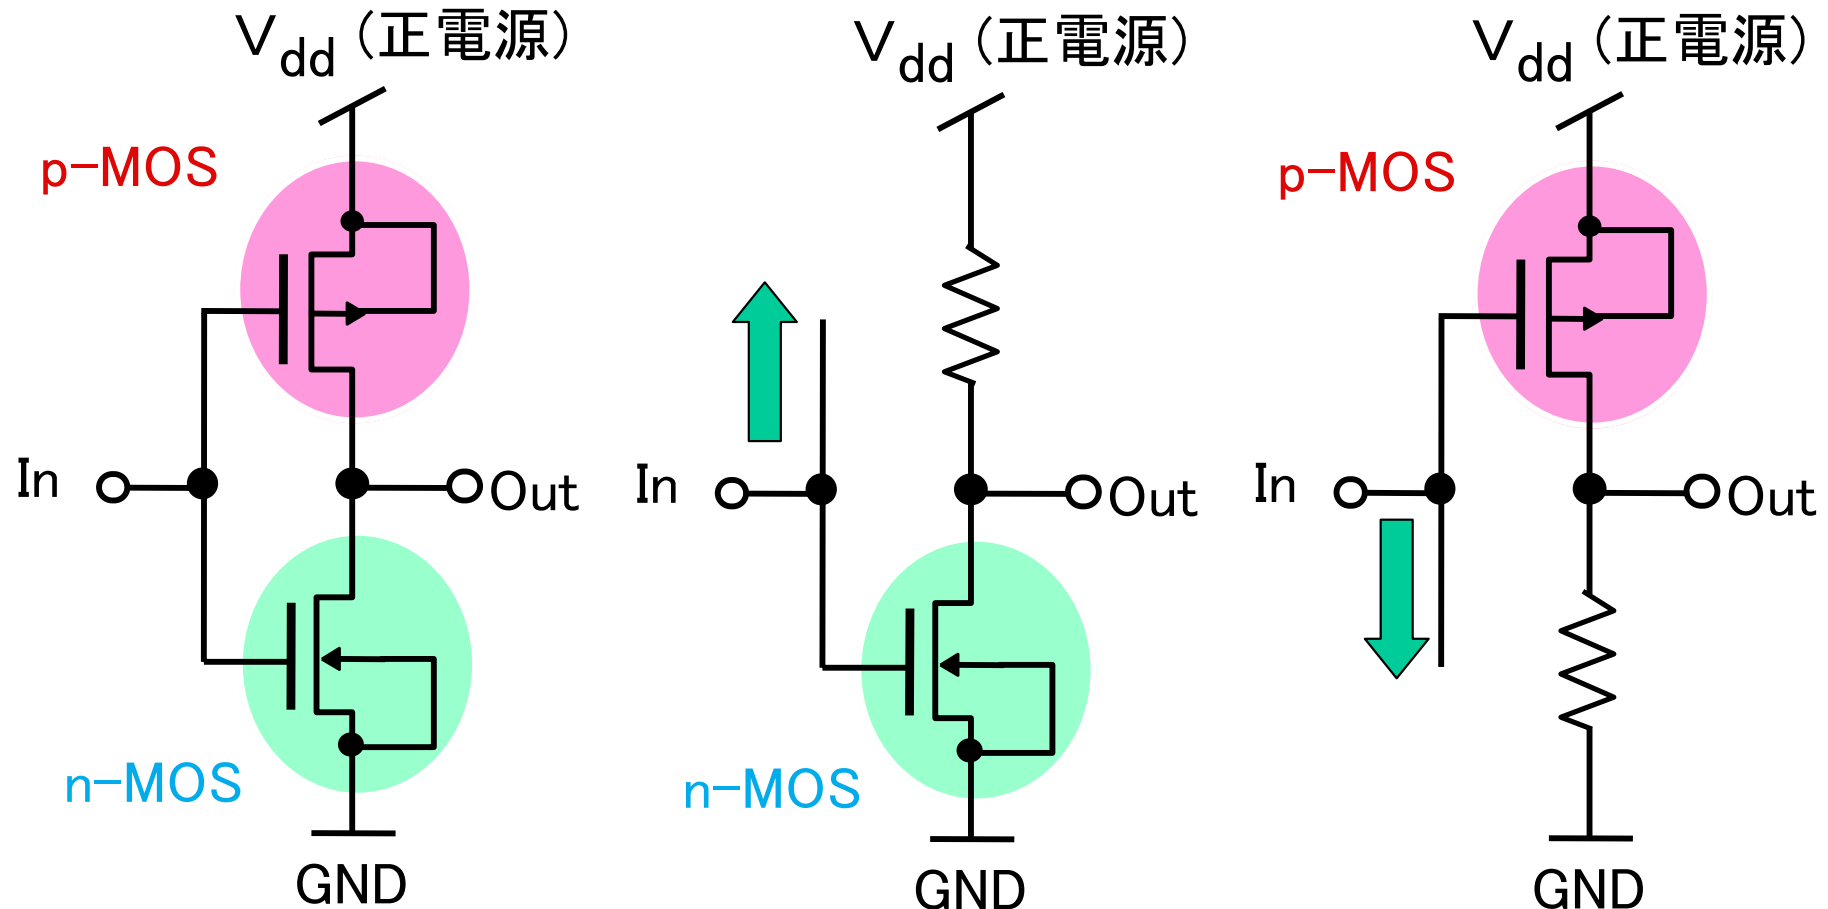 Vdd (正電源)
p-MOS
In
Out
n-MOS
GND
Vdd (正電源)
In
Out
n-MOS
GND
Vdd (正電源)
p-MOS
In
Out
GND